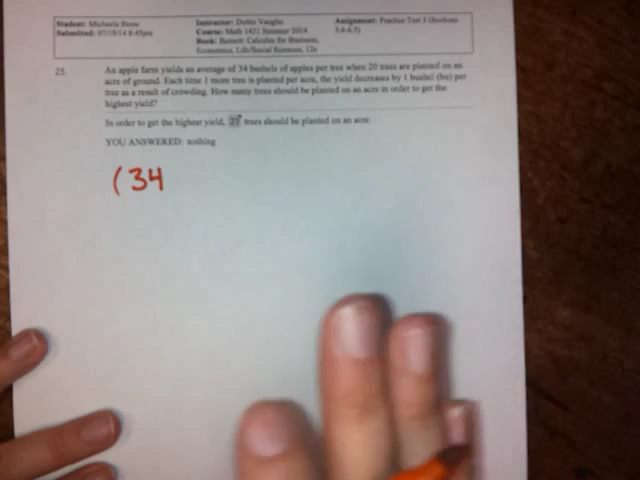 Student: Michaela Stone
Submitted: 07/19/14 8:45pm
Instructor: Dotto Vaughn
Course: Math 1431 Summer 2014
Book: Barnett: Calculus for Business,
Economics, Life/Social Sciences, 12e
Assignment: Practice Test 3 (Sections
5.6-6.5)
25. An apple farm yields an average of 34 bushels of apples per tree when 20 trees are planted on an
acre of ground. Each time 1 more tree is planted per acre, the yield decreases by 1 bushel (bu) per
tree as a result of crowding. How many trees should be planted on an acre in order to get the
highest yield?
In order to get the highest yield, 27 trees should be planted on an acre.
YOU ANSWERED: nothing
(34